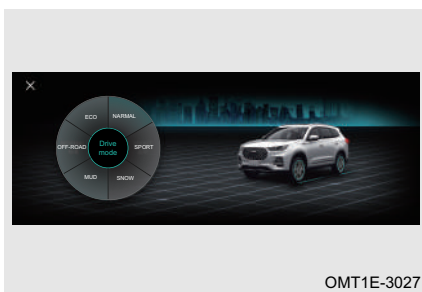 ECO
NARMAL
OFF-ROAD
Drive
mode
SPORT
MUD
SNOW
OMT1E-3027